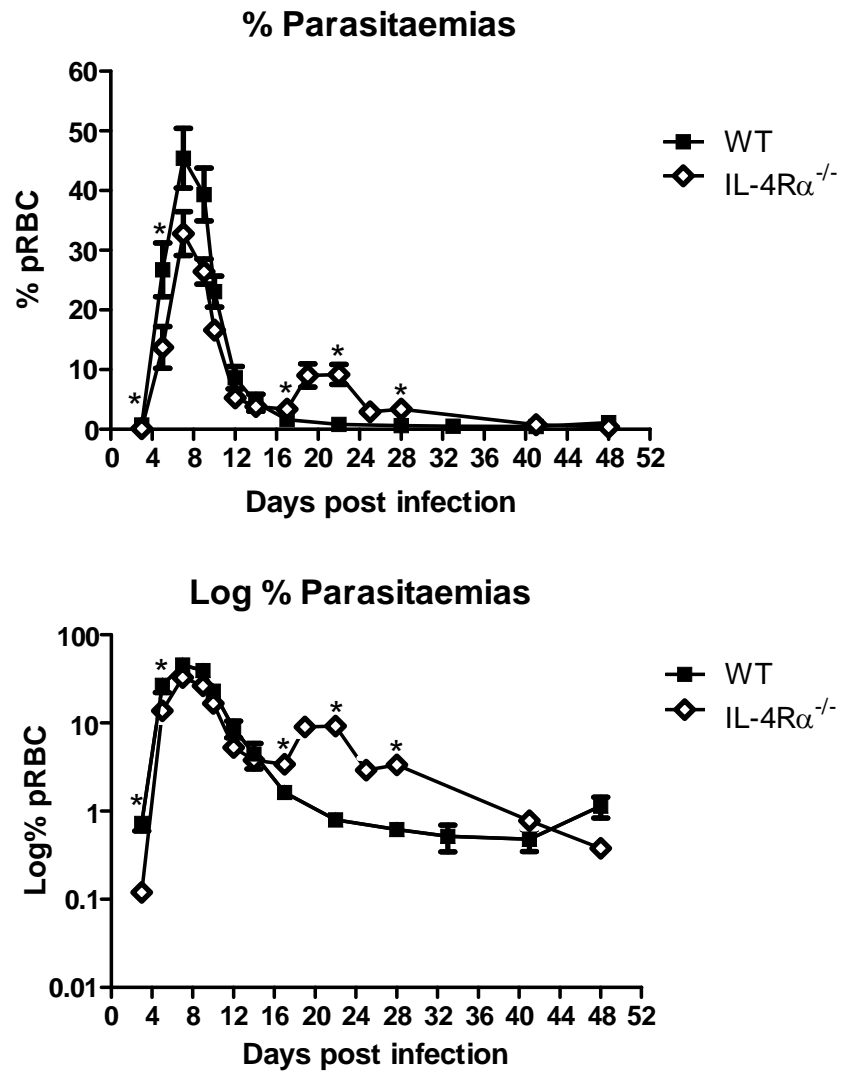 % Parasitaemias
60
50
40
30
20
10
0
% pRBC
* * * * *
0 4 8 12 16 20 24 28 32 36 40 44 48 52
Days post infection
WT
IL-4Rα-/-
Log % Parasitaemias
100
10
1
0.1
0.01
Log% pRBC
* * * * *
0 4 8 12 16 20 24 28 32 36 40 44 48 52
Days post infection
WT
IL-4Rα-/-